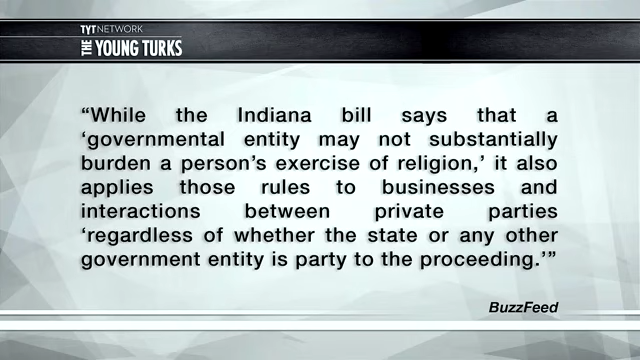 TYT NETWORK
THE YOUNG TURKS
“While the Indiana bill says that a
‘governmental entity may not substantially
burden a person’s exercise of religion,’ it also
applies those rules to businesses and
interactions between private parties
‘regardless of whether the state or any other
government entity is party to the proceeding.’”
BuzzFeed